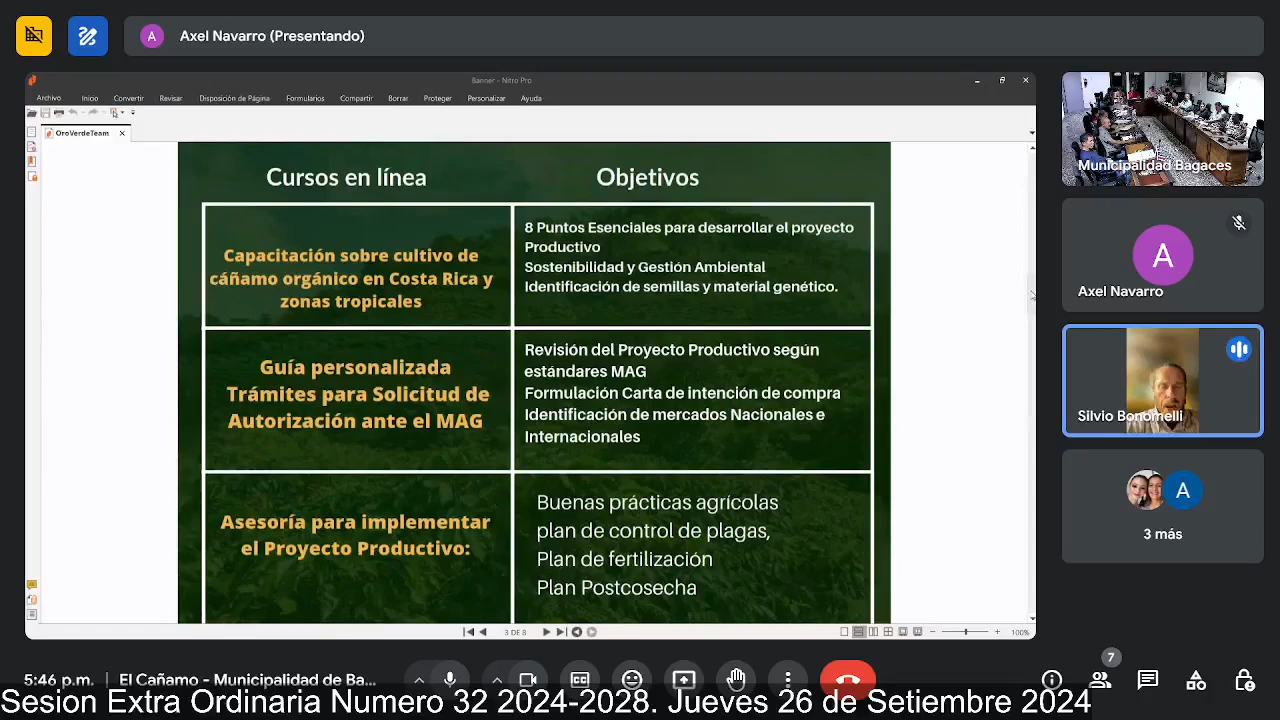 A Axel Navarro (Presentando)
Banner - Nitro Pro
Archivo Inicio Convertir Revisar Disposición de Página Formularios Compartir Borrar Proteger Personalizar Ayuda
OroVerdeTeam
Cursos en línea
Objetivos
Capacitación sobre cultivo de
cáñamo orgánico en Costa Rica y
zonas tropicales
8 Puntos Esenciales para desarrollar el proyecto
Productivo
Sostenibilidad y Gestión Ambiental
Identificación de semillas y material genético.
Guía personalizada
Trámites para Solicitud de
Autorización ante el MAG
Revisión del Proyecto Productivo según
estándares MAG
Formulación Carta de intención de compra
Identificación de mercados Nacionales e
Internacionales
Asesoría para implementar
el Proyecto Productivo:
Buenas prácticas agrícolas
plan de control de plagas,
Plan de fertilización
Plan Postcosecha
3 DE 8
100%
Municipalidad Bagaces
A
Axel Navarro
Silvio Bonomelli
A
3 más
5:46 p.m. El Cañamo - Municipalidad de Ba...
7
Sesion Extra Ordinaria Numero 32 2024-2028. Jueves 26 de Setiembre 2024